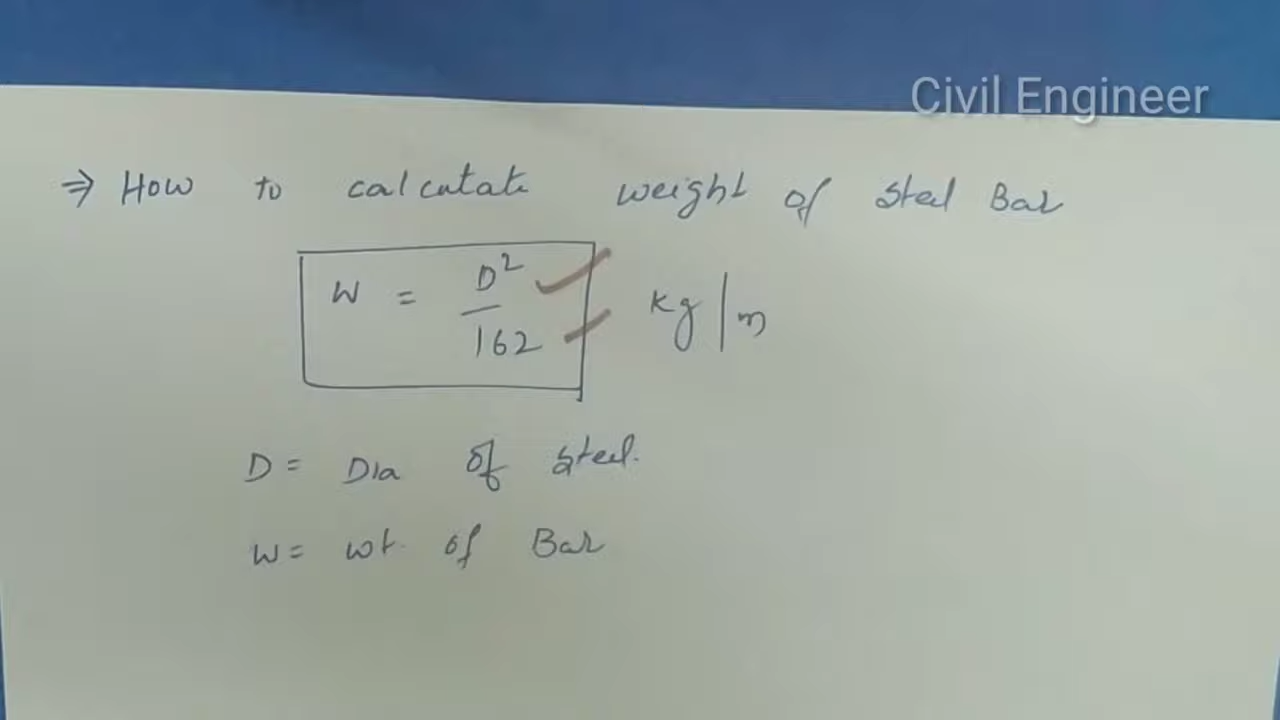 Civil Engineer
⇒ How to calcutate weight of Steel Bar
W = D² / 162 kg/m
D = Dia of Steel.
W = wt. of Bar